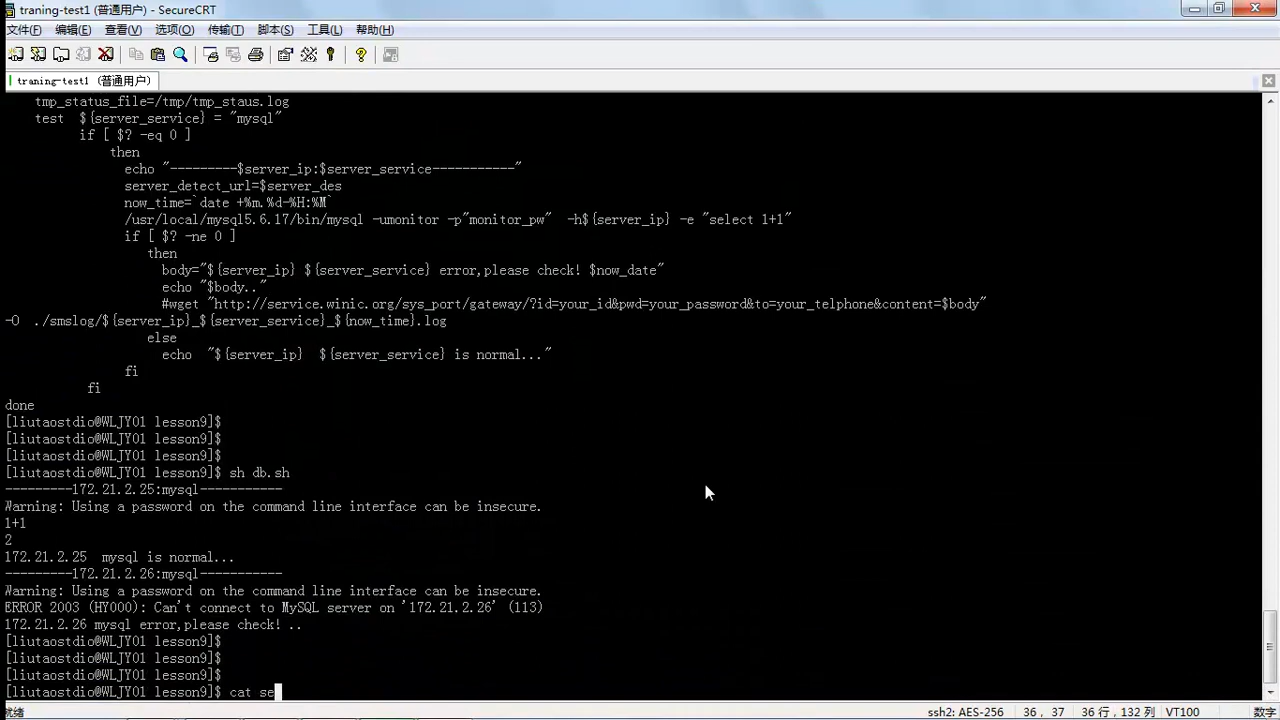 traning-test1 (普通用户) - SecureCRT
文件(F) 编辑(E) 查看(V) 选项(O) 传输(T) 脚本(S) 工具(L) 帮助(H)
traning-test1 (普通用户)
tmp_status_file=/tmp/tmp_staus.log
test ${server_service} = "mysql"
if [ $? -eq 0 ]
then
echo "---------$server_ip:$server_service-----------"
server_detect_url=$server_des
now_time=`date +%m.%d-%H:%M`
/usr/local/mysql5.6.17/bin/mysql -umonitor -p"monitor_pw" -h${server_ip} -e "select 1+1"
if [ $? -ne 0 ]
then
body="${server_ip} ${server_service} error,please check! $now_date"
echo "$body.."
#wget "http://service.winic.org/sys_port/gateway/?id=your_id&pwd=your_password&to=your_telphone&content=$body"
-O ./smslog/${server_ip}_${server_service}_${now_time}.log
else
echo "${server_ip} ${server_service} is normal..."
fi
fi
done
[liutaostdio@WLJY01 lesson9]$
[liutaostdio@WLJY01 lesson9]$
[liutaostdio@WLJY01 lesson9]$
[liutaostdio@WLJY01 lesson9]$ sh db.sh
---------172.21.2.25:mysql-----------
Warning: Using a password on the command line interface can be insecure.
1+1
2
172.21.2.25 mysql is normal...
---------172.21.2.26:mysql-----------
Warning: Using a password on the command line interface can be insecure.
ERROR 2003 (HY000): Can't connect to MySQL server on '172.21.2.26' (113)
172.21.2.26 mysql error,please check! ..
[liutaostdio@WLJY01 lesson9]$
[liutaostdio@WLJY01 lesson9]$
[liutaostdio@WLJY01 lesson9]$
[liutaostdio@WLJY01 lesson9]$ cat se
就绪 ssh2: AES-256 36, 37 36 行, 132 列 VT100 数字